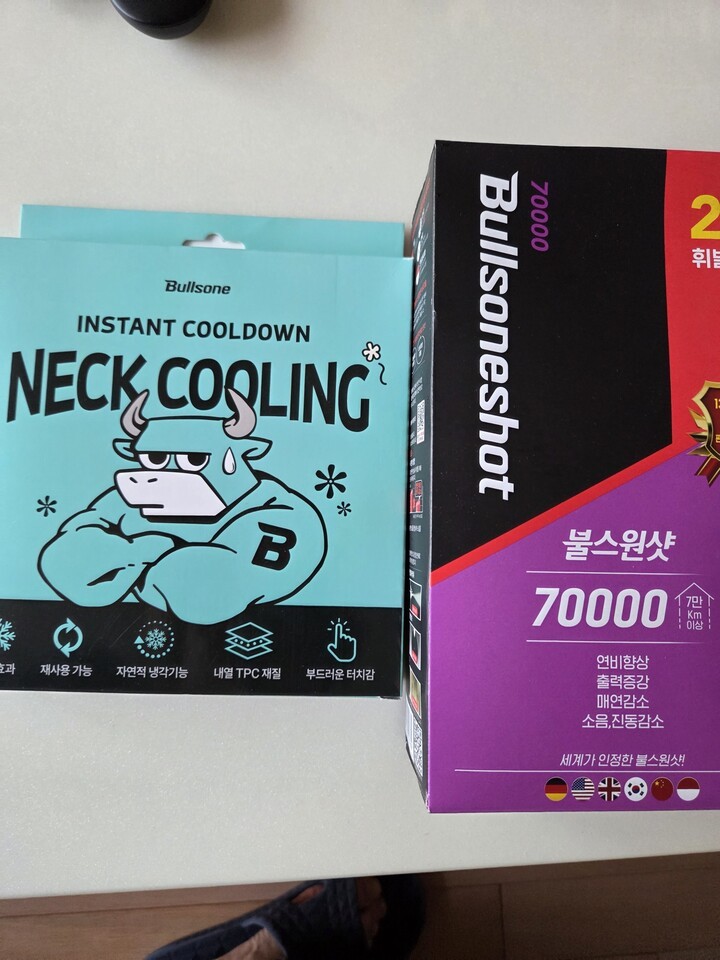 Bullsone
INSTANT COOLDOWN
NECK COOLING
B
효과
재사용 가능
자연적 냉각기능
내열 TPC 재질
부드러운 터치감
70000
Bullsoneshot
2
휘발
불스원샷
70000
7만
Km
이상
연비향상
출력증강
매연감소
소음,진동감소
세계가 인정한 불스원샷!